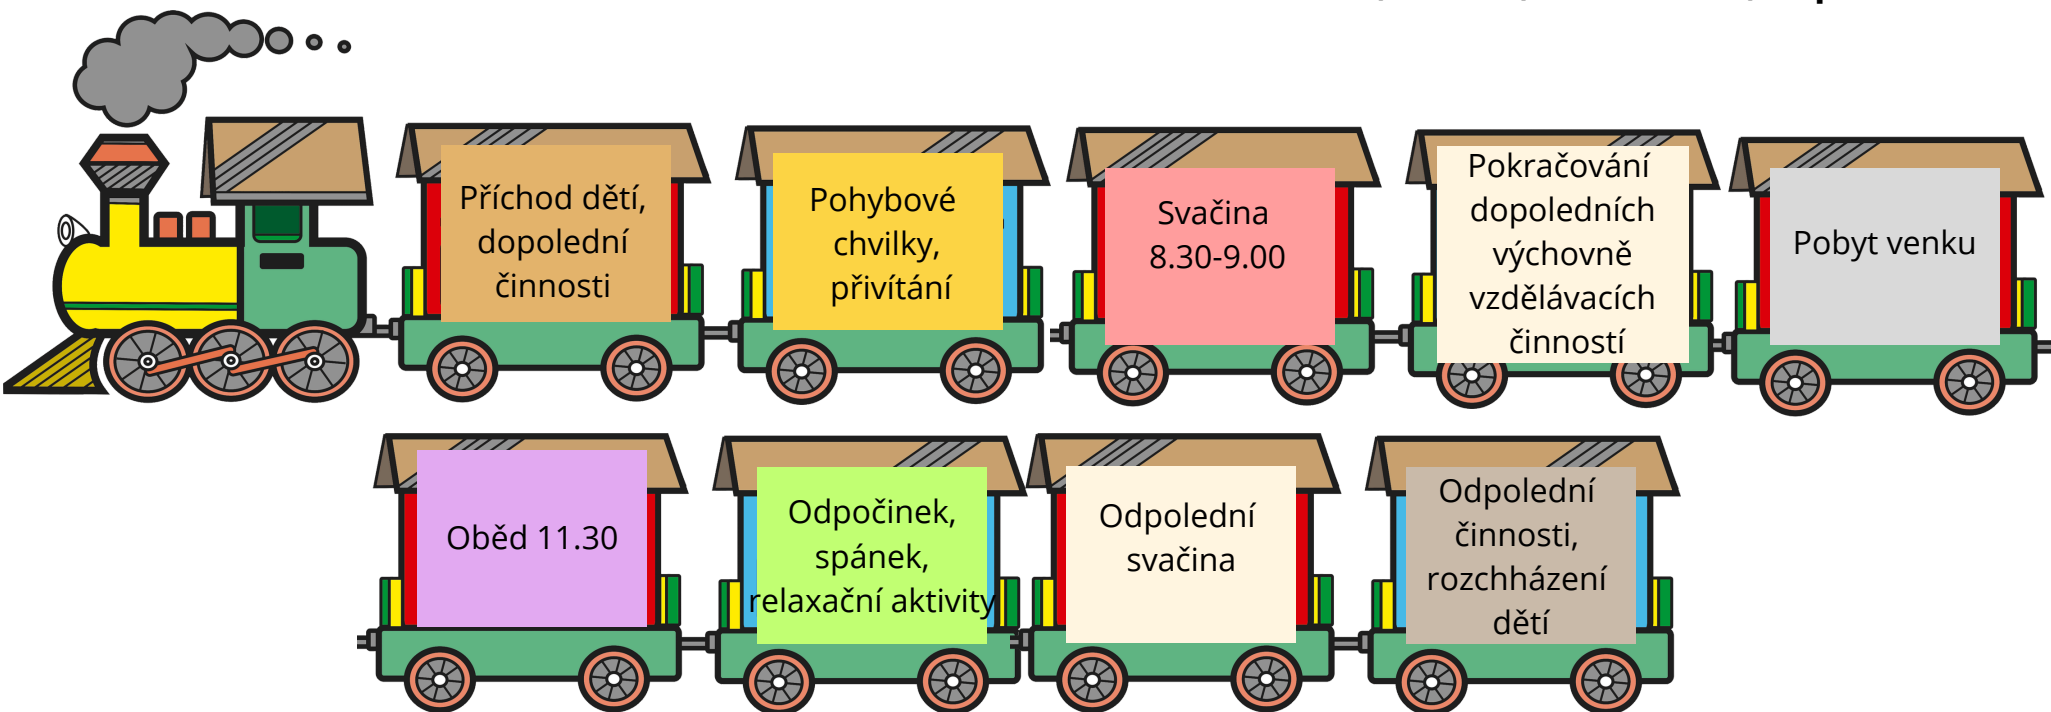 Příchod dětí,
dopolední
činnosti
Pohybové
chvilky,
přivítání
Svačina
8.30-9.00
Pokračování
dopoledních
výchovně
vzdělávacích
činností
Pobyt venku
Oběd 11.30
Odpočinek,
spánek,
relaxační aktivity
Odpolední
svačina
Odpolední
činnosti,
rozchházení
dětí